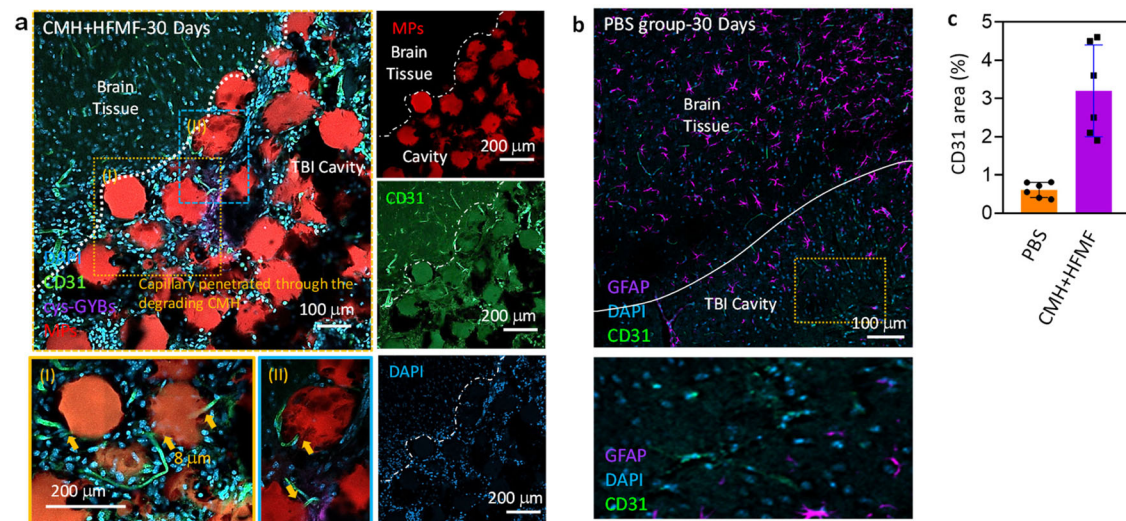 a
CMH+HFMF-30 Days
Brain
Tissue
(II)
(I)
TBI Cavity
CD31
cys-GYBs
MPs
Capillary penetrated through the
degrading CMH
100 μm
MPs
Brain
Tissue
Cavity
200 μm
CD31
200 μm
(I)
8 μm
200 μm
(II)
DAPI
200 μm
b
PBS group-30 Days
Brain
Tissue
TBI Cavity
GFAP
DAPI
CD31
100 μm
GFAP
DAPI
CD31
c
CD31 area (%)
5
4
3
2
1
0
PBS
CMH+HFMF